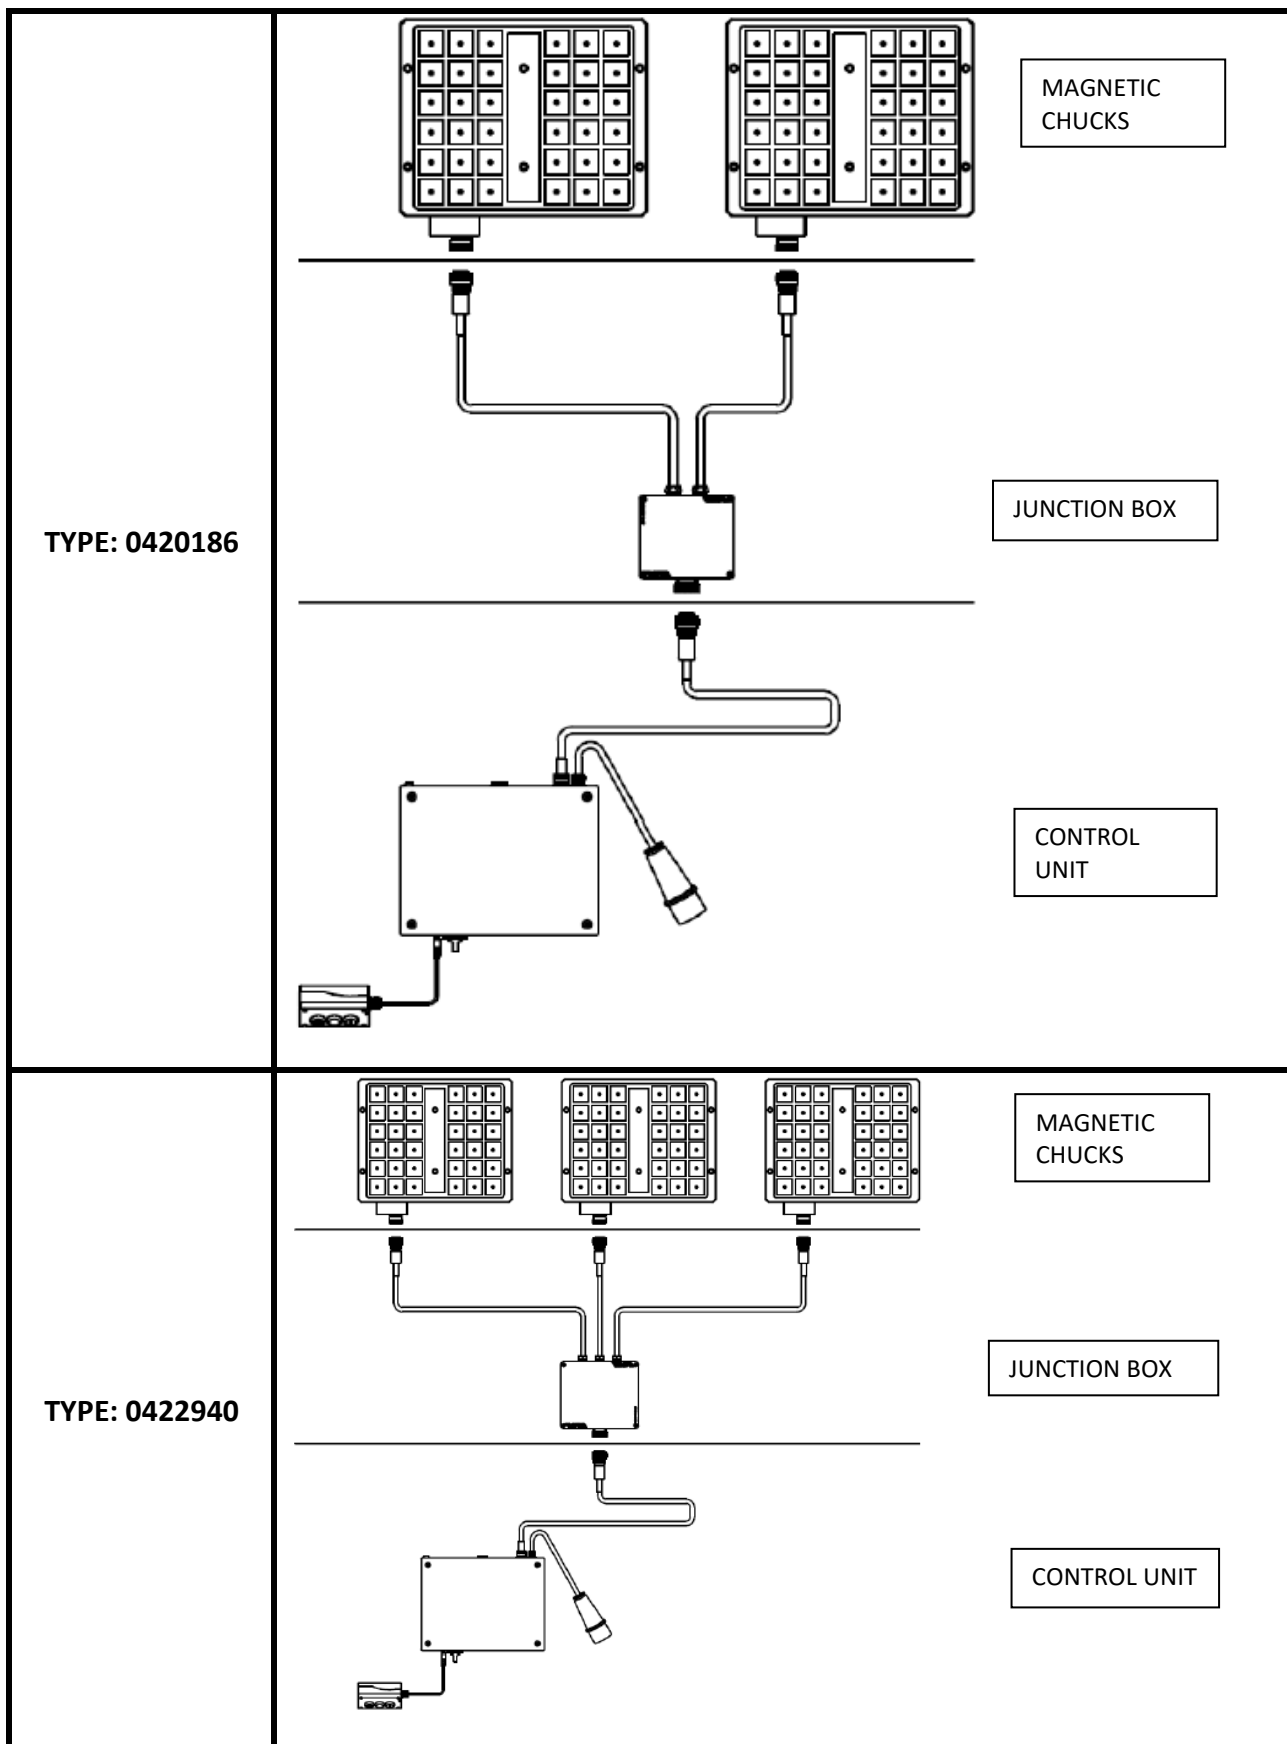 MAGNETIC
CHUCKS
JUNCTION BOX
TYPE: 0420186
CONTROL
UNIT
MAGNETIC
CHUCKS
JUNCTION BOX
TYPE: 0422940
CONTROL UNIT